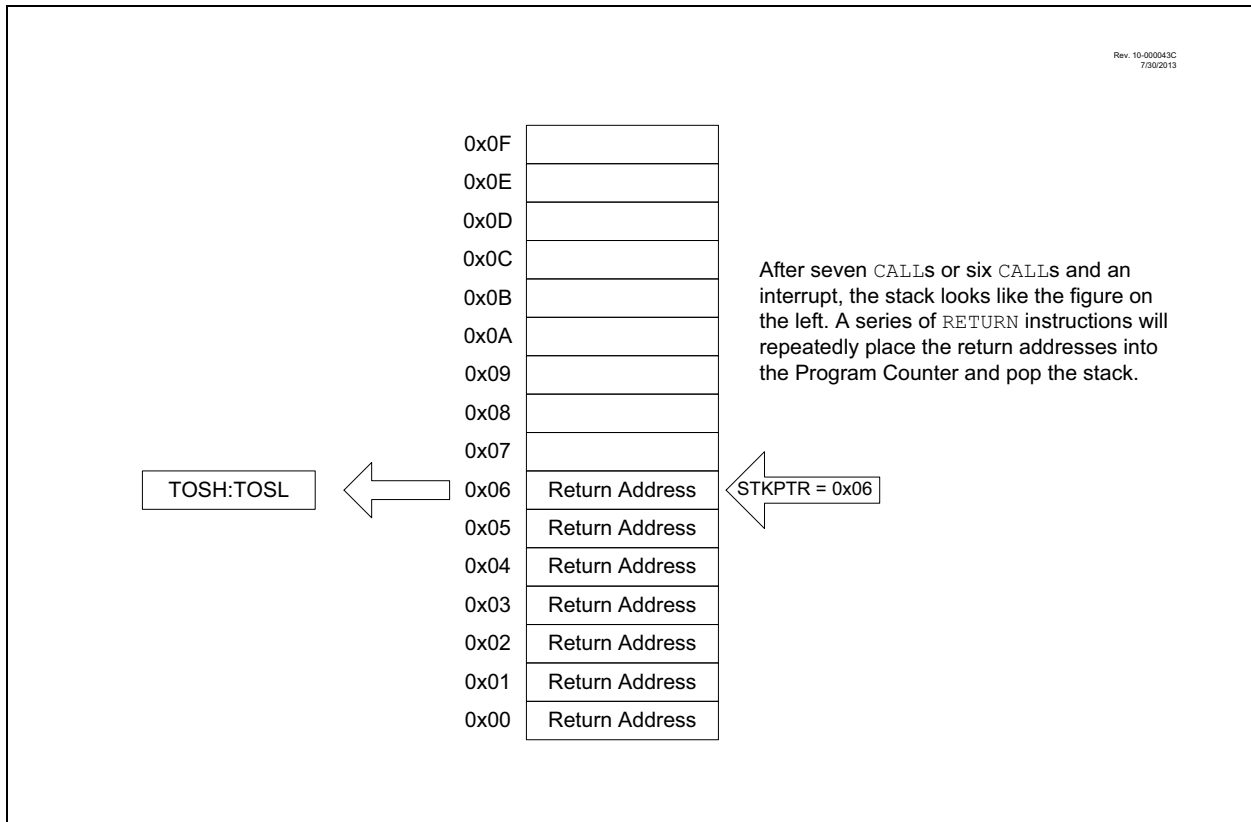 Rev. 10-000043C
7/30/2013
0x0F
0x0E
0x0D
0x0C
0x0B
0x0A
0x09
0x08
0x07
After seven CALLs or six CALLs and an
interrupt, the stack looks like the figure on
the left. A series of RETURN instructions will
repeatedly place the return addresses into
the Program Counter and pop the stack.
TOSH:TOSL
0x06 Return Address
STKPTR = 0x06
0x05 Return Address
0x04 Return Address
0x03 Return Address
0x02 Return Address
0x01 Return Address
0x00 Return Address